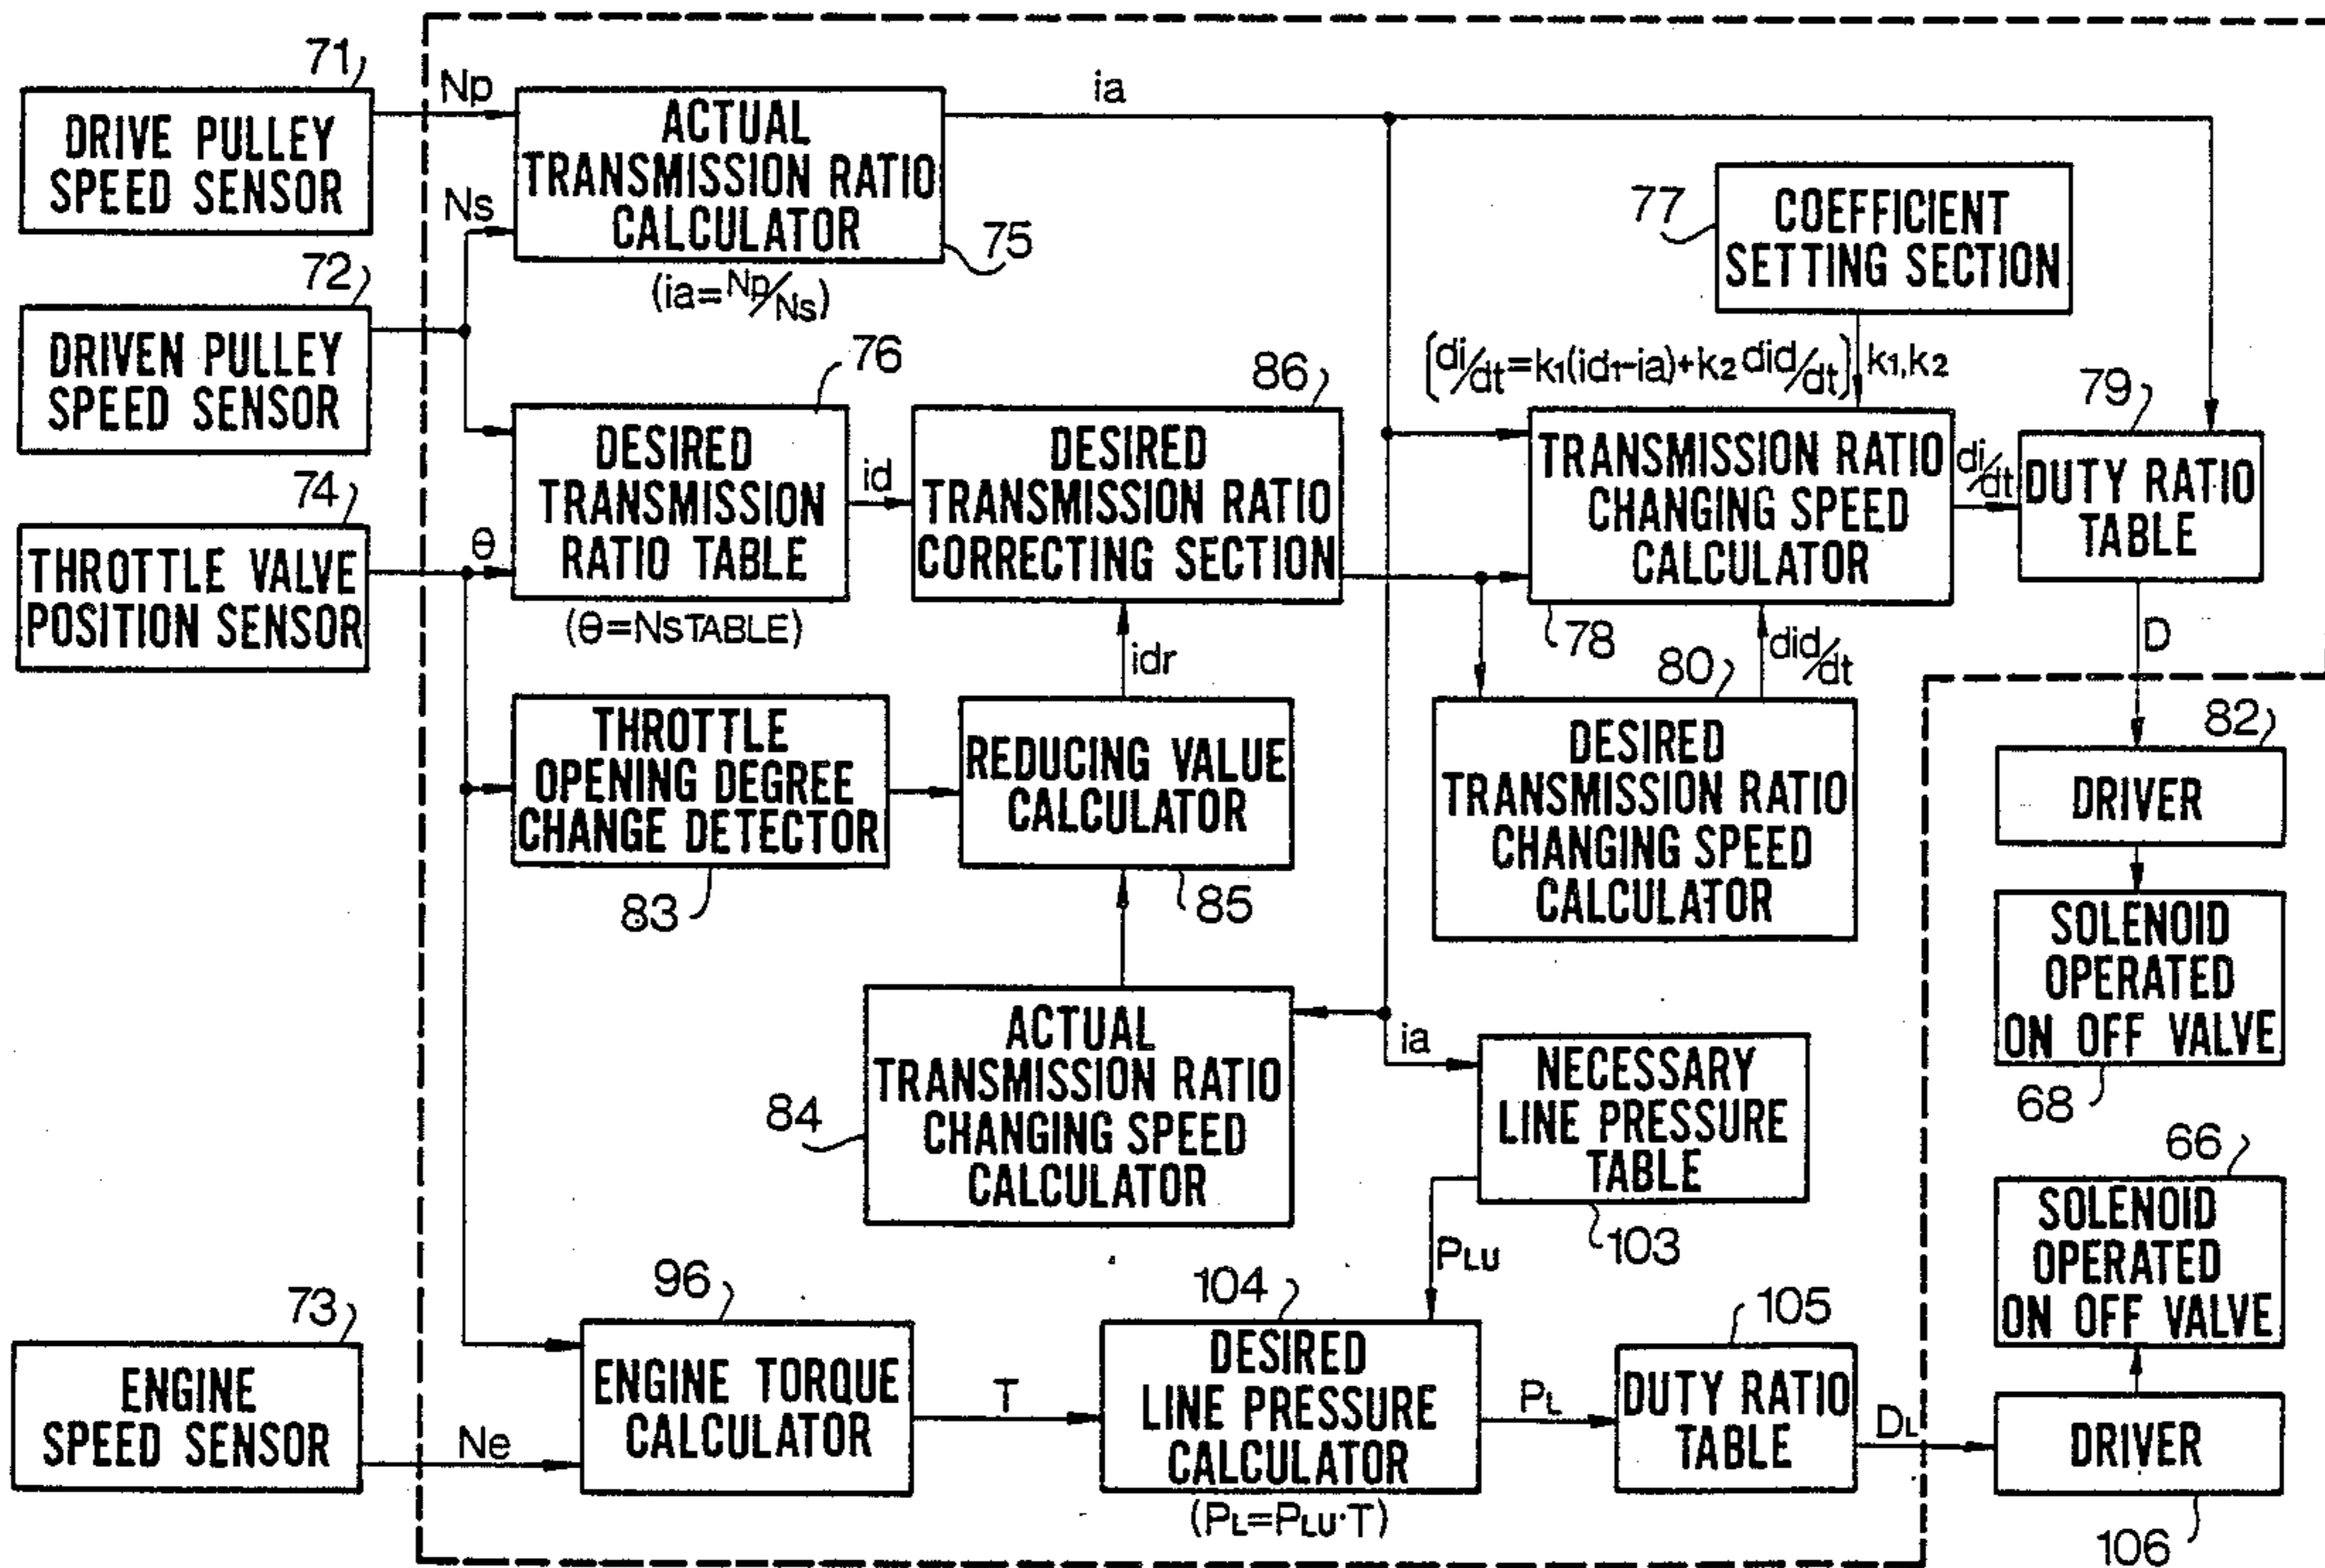 71
DRIVE PULLEY
SPEED SENSOR
Np
ACTUAL
TRANSMISSION RATIO
CALCULATOR
75
(ia=Np/Ns)
ia
Ns
72
DRIVEN PULLEY
SPEED SENSOR
77
COEFFICIENT
SETTING SECTION
(di/dt=k1(id1-ia)+k2 did/dt)
k1,k2
76
DESIRED
TRANSMISSION
RATIO TABLE
(θ=NSTABLE)
id
86
DESIRED
TRANSMISSION RATIO
CORRECTING SECTION
TRANSMISSION RATIO
CHANGING SPEED
CALCULATOR
78
di/dt
79
DUTY RATIO
TABLE
D
74
THROTTLE VALVE
POSITION SENSOR
θ
idr
did/dt
80
DESIRED
TRANSMISSION RATIO
CHANGING SPEED
CALCULATOR
THROTTLE
OPENING DEGREE
CHANGE DETECTOR
83
REDUCING VALUE
CALCULATOR
85
82
DRIVER
SOLENOID
OPERATED
ON OFF VALVE
68
84
ACTUAL
TRANSMISSION RATIO
CHANGING SPEED
CALCULATOR
ia
NECESSARY
LINE PRESSURE
TABLE
103
PLU
66
SOLENOID
OPERATED
ON OFF VALVE
73
ENGINE
SPEED SENSOR
Ne
96
ENGINE TORQUE
CALCULATOR
T
104
DESIRED
LINE PRESSURE
CALCULATOR
(PL=PLU·T)
PL
105
DUTY RATIO
TABLE
DL
DRIVER
106